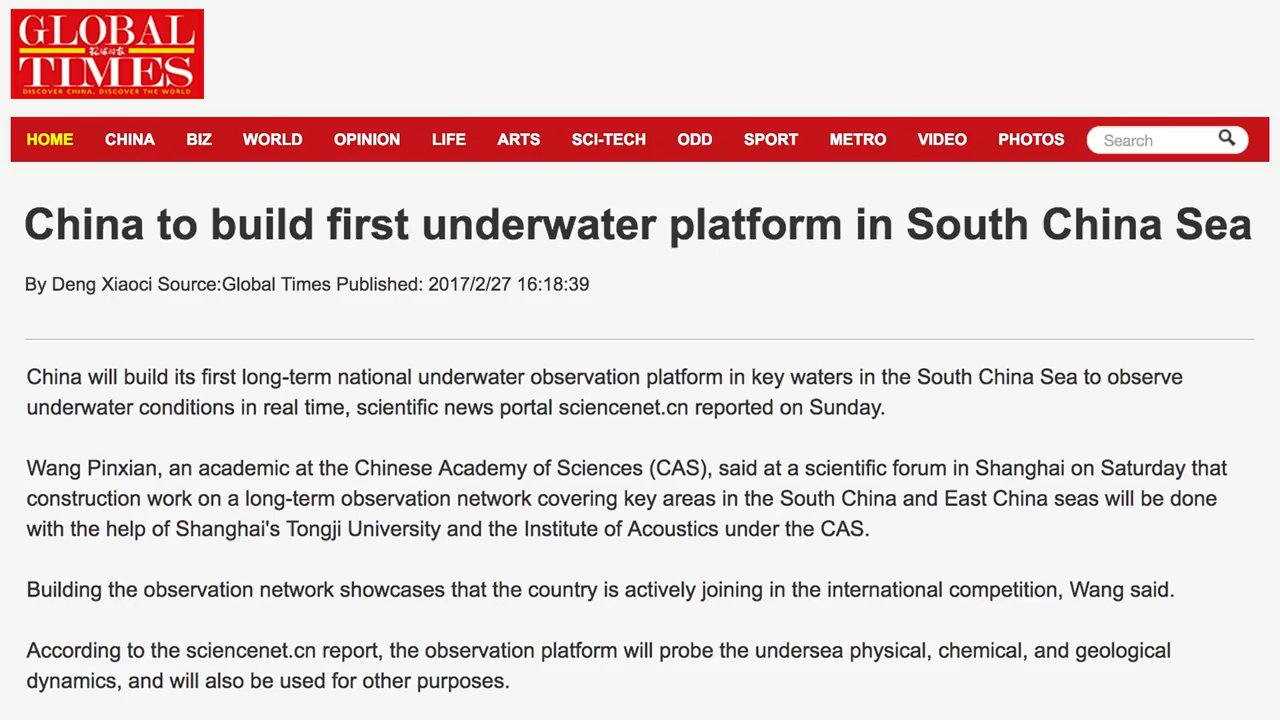 GLOBAL
环球时报
TIMES
DISCOVER CHINA, DISCOVER THE WORLD
HOME CHINA BIZ WORLD OPINION LIFE ARTS SCI-TECH ODD SPORT METRO VIDEO PHOTOS Search
China to build first underwater platform in South China Sea
By Deng Xiaoci Source:Global Times Published: 2017/2/27 16:18:39
China will build its first long-term national underwater observation platform in key waters in the South China Sea to observe
underwater conditions in real time, scientific news portal sciencenet.cn reported on Sunday.
Wang Pinxian, an academic at the Chinese Academy of Sciences (CAS), said at a scientific forum in Shanghai on Saturday that
construction work on a long-term observation network covering key areas in the South China and East China seas will be done
with the help of Shanghai's Tongji University and the Institute of Acoustics under the CAS.
Building the observation network showcases that the country is actively joining in the international competition, Wang said.
According to the sciencenet.cn report, the observation platform will probe the undersea physical, chemical, and geological
dynamics, and will also be used for other purposes.